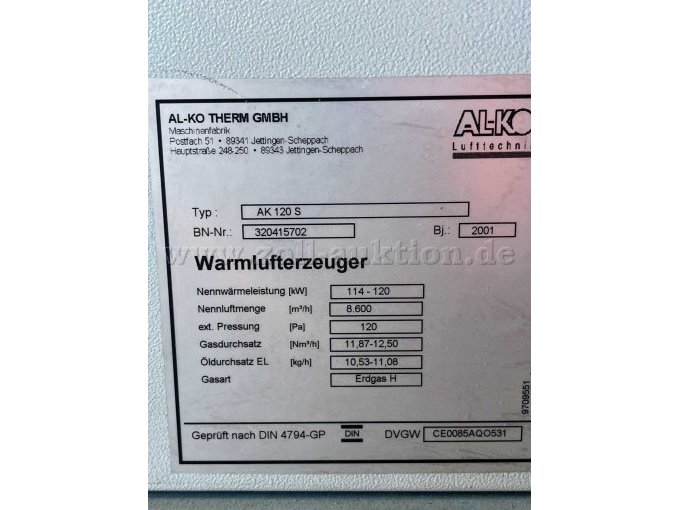 AL-KO THERM GMBH
Maschinenfabrik
Postfach 51 • 89341 Jettingen-Scheppach
Hauptstraße 248-250 • 89343 Jettingen-Scheppach
AL-KO
Lufttechnik
Typ : AK 120 S
BN-Nr.: 320415702 Bj.: 2001
www.zoll-auktion.de
Warmlufterzeuger
Nennwärmeleistung [kW] 114 - 120
Nennluftmenge [m³/h] 8.600
ext. Pressung [Pa] 120
Gasdurchsatz [Nm³/h] 11,87-12,50
Öldurchsatz EL [kg/h] 10,53-11,08
Gasart Erdgas H
9709551
Geprüft nach DIN 4794-GP DIN DVGW CE0085AQO531